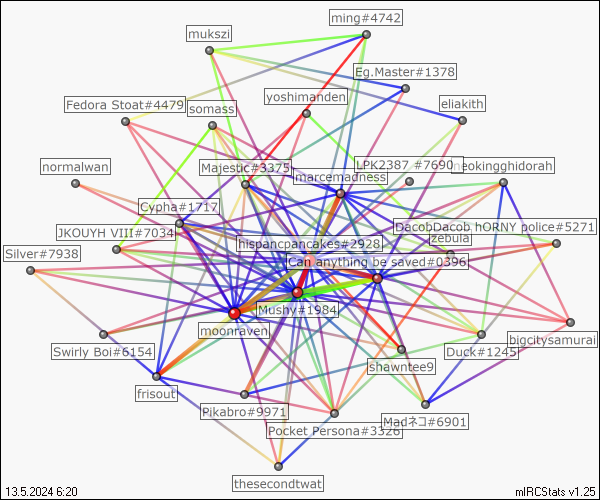 ming#4742
mukszi
Eg.Master#1378
yoshimanden
Fedora Stoat#4479
somass
eliakith
LPK2387 #7690
neokingghidorah
normalwan
Majestic#3375
marcemadness
Cypha#1717
DacobDacob hORNY police#5271
JKOUYH VIII#7034
hispancpancakes#2928
zebula
Silver#7938
Can anything be saved#0396
Mushy#1984
moonraven
bigcitysamurai
Swirly Boi#6154
Duck#1245
shawntee9
frisout
Pikabro#9971
Madネコ#6901
Pocket Persona#3326
thesecondtwat
13.5.2024 6:20
mIRCStats v1.25